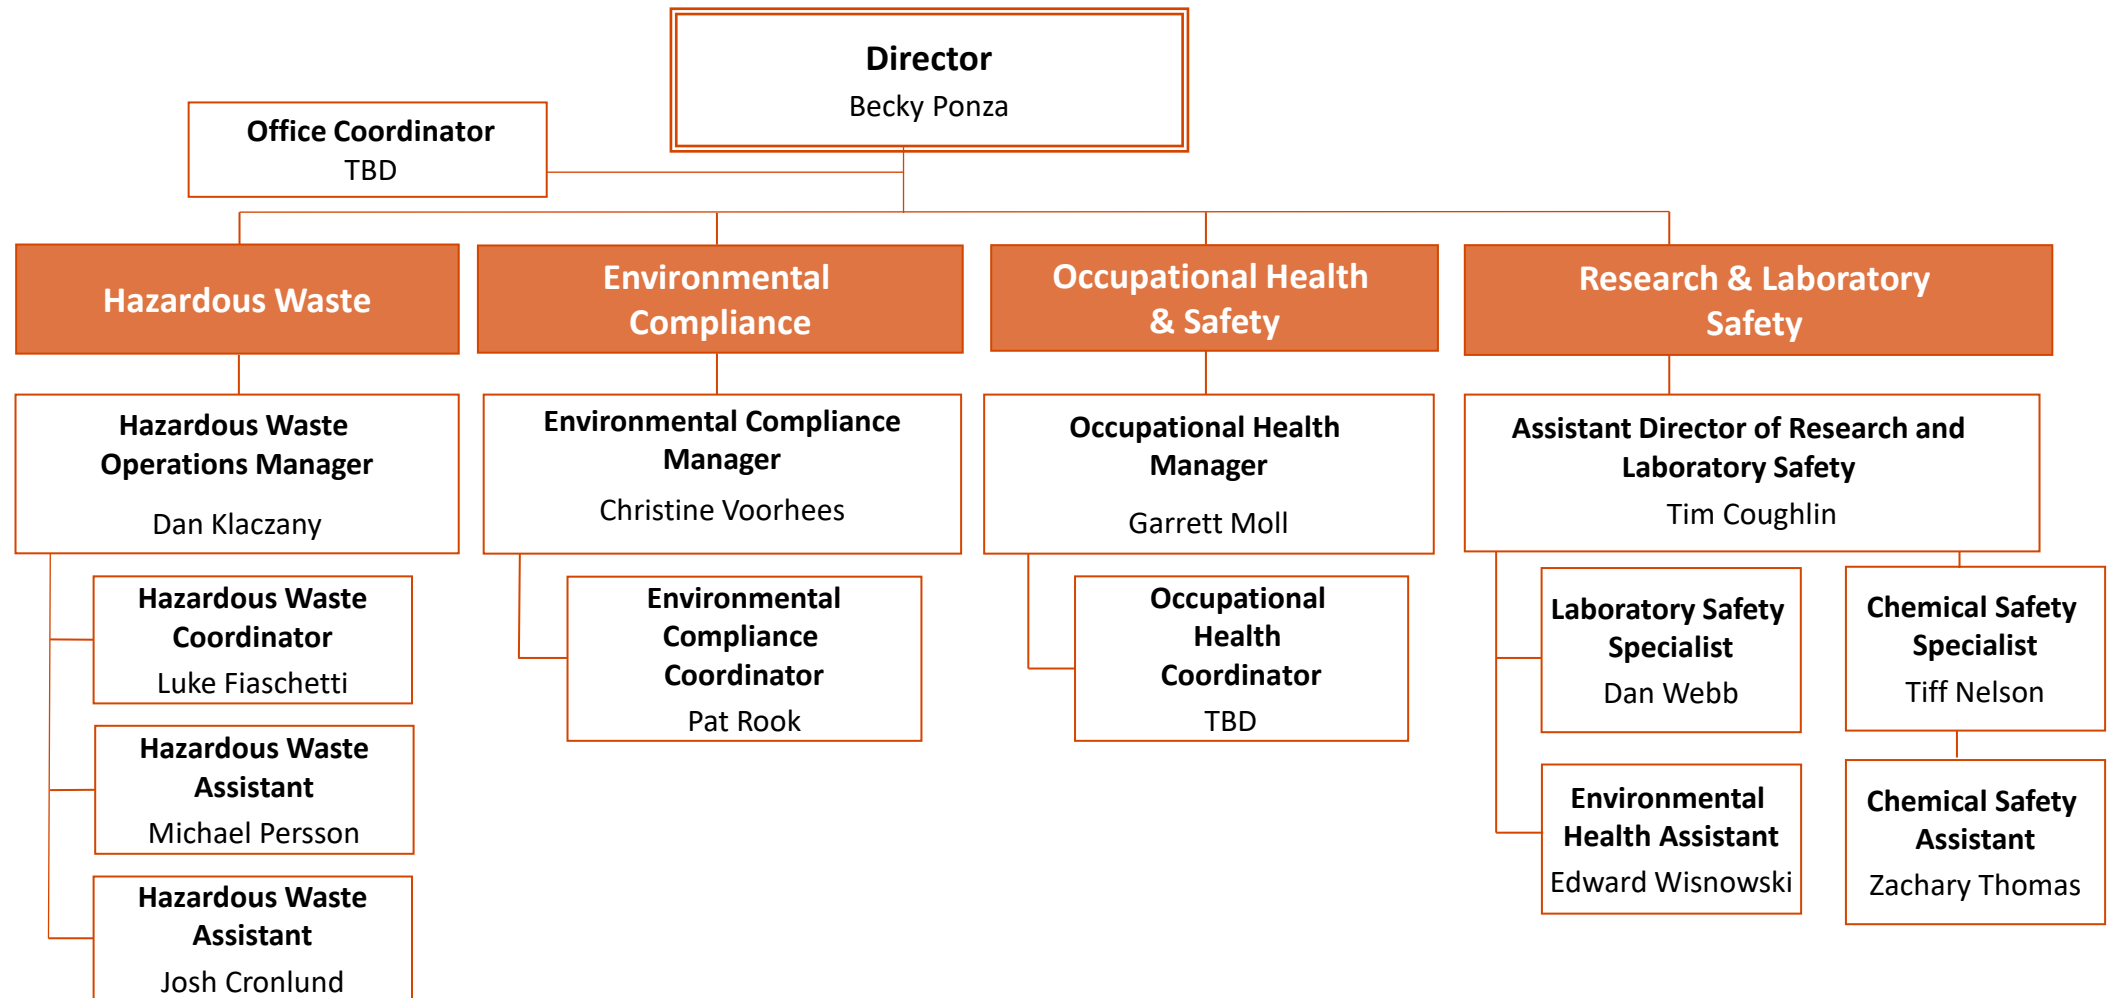 Director
Becky Ponza
Office Coordinator
TBD
Hazardous Waste
Environmental
Compliance
Occupational Health
& Safety
Research & Laboratory
Safety
Hazardous Waste
Operations Manager
Dan Klaczany
Environmental Compliance
Manager
Christine Voorhees
Occupational Health
Manager
Garrett Moll
Assistant Director of Research and
Laboratory Safety
Tim Coughlin
Hazardous Waste
Coordinator
Luke Fiaschetti
Hazardous Waste
Assistant
Michael Persson
Hazardous Waste
Assistant
Josh Cronlund
Environmental
Compliance
Coordinator
Pat Rook
Occupational
Health
Coordinator
TBD
Laboratory Safety
Specialist
Dan Webb
Environmental
Health Assistant
Edward Wisnowski
Chemical Safety
Specialist
Tiff Nelson
Chemical Safety
Assistant
Zachary Thomas